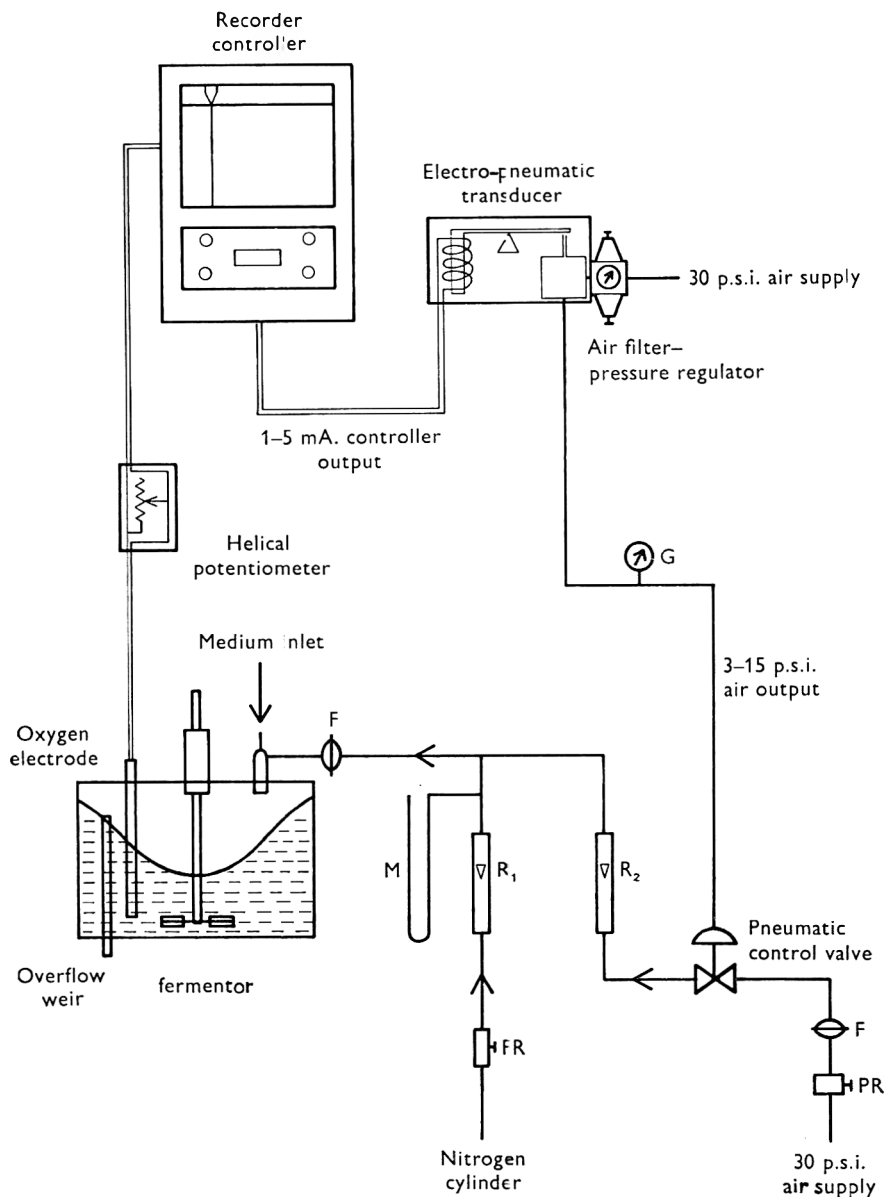 Recorder
controller
Electro-pneumatic
transducer
30 p.s.i. air supply
Air filter–
pressure regulator
1–5 mA. controller
output
Helical
potentiometer
G
Medium inlet
3–15 p.s.i.
air output
F
Oxygen
electrode
M
R₁
R₂
Pneumatic
control valve
Overflow
weir
fermentor
F
FR
PR
Nitrogen
cylinder
30 p.s.i.
air supply